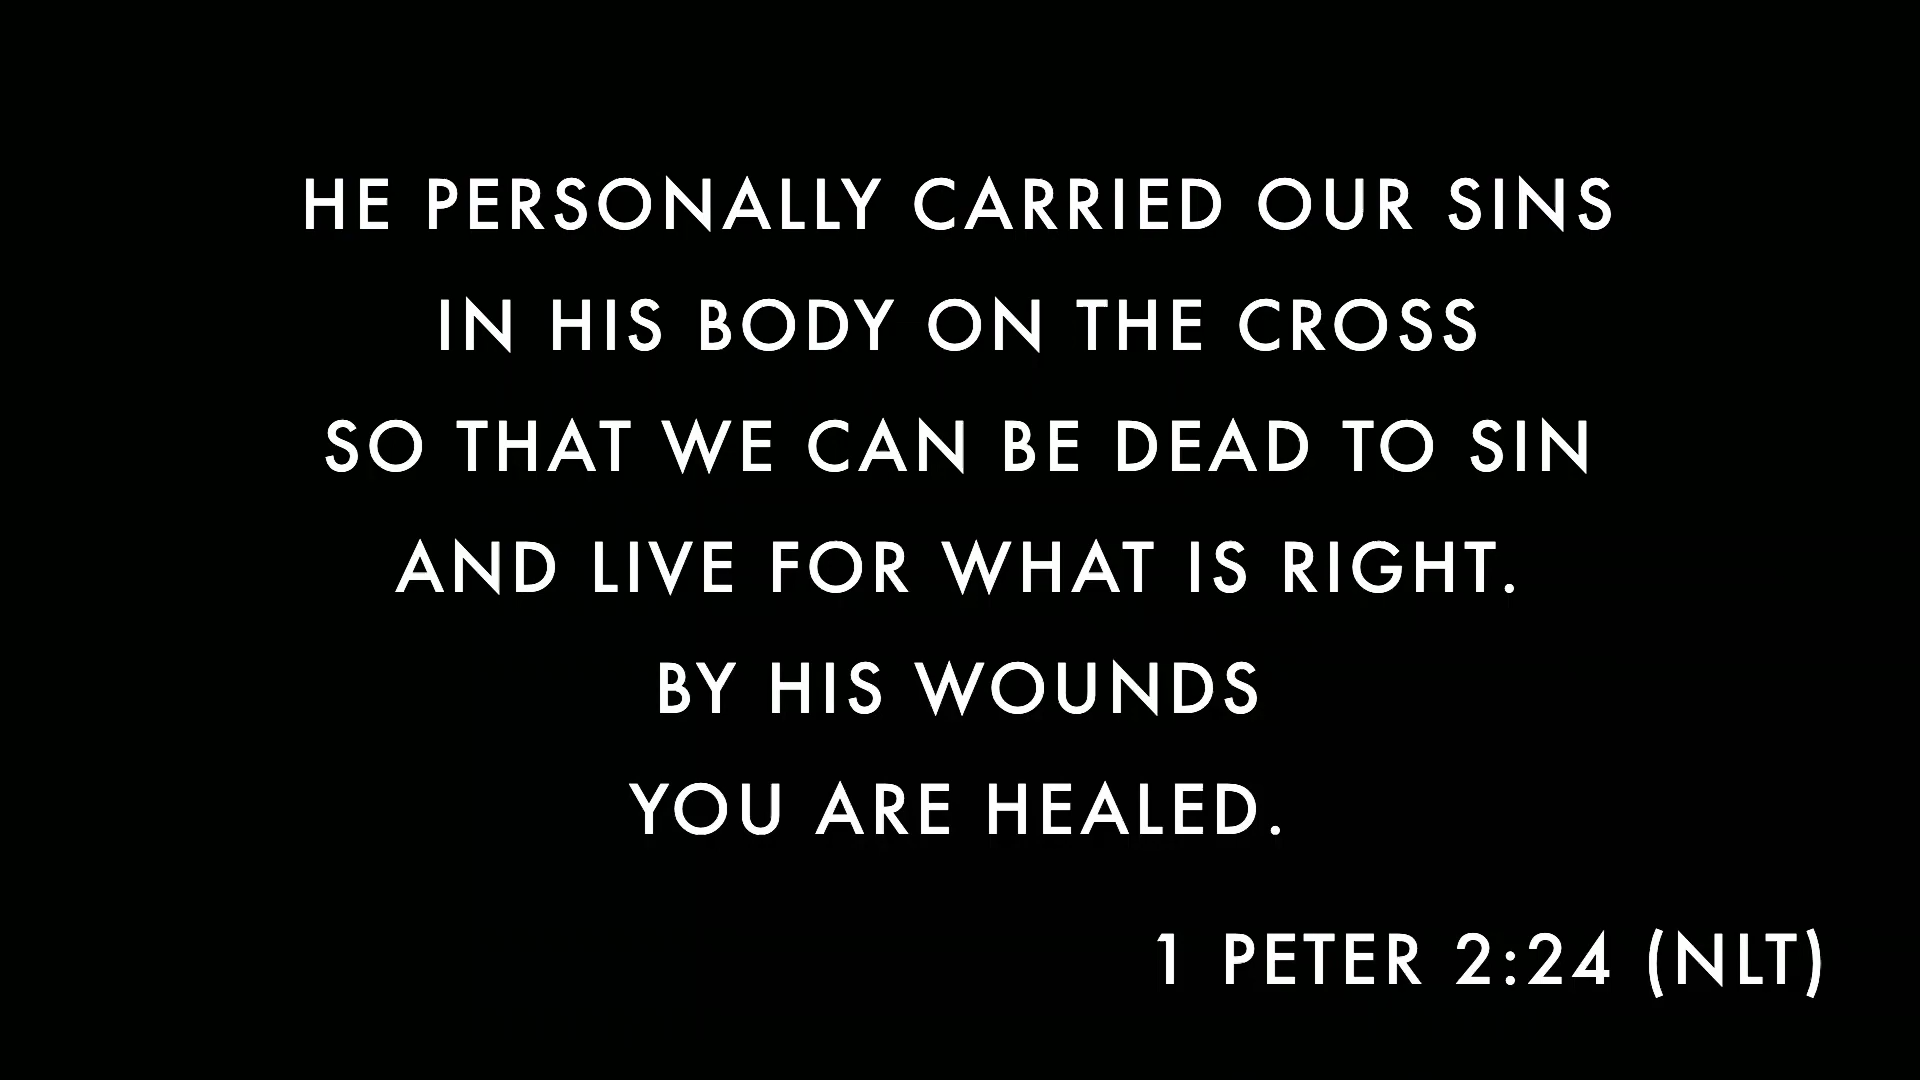 HE PERSONALLY CARRIED OUR SINS
IN HIS BODY ON THE CROSS
SO THAT WE CAN BE DEAD TO SIN
AND LIVE FOR WHAT IS RIGHT.
BY HIS WOUNDS
YOU ARE HEALED.
1 PETER 2:24 (NLT)